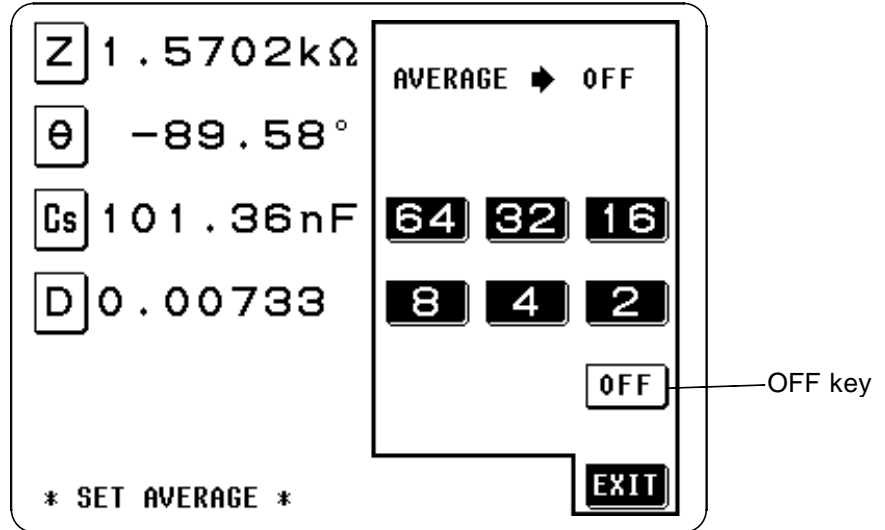 Z 1.5702kΩ
θ -89.58°
Cs 101.36nF
D 0.00733
* SET AVERAGE *
AVERAGE ➧ OFF
64 32 16
8 4 2
OFF
EXIT
OFF key